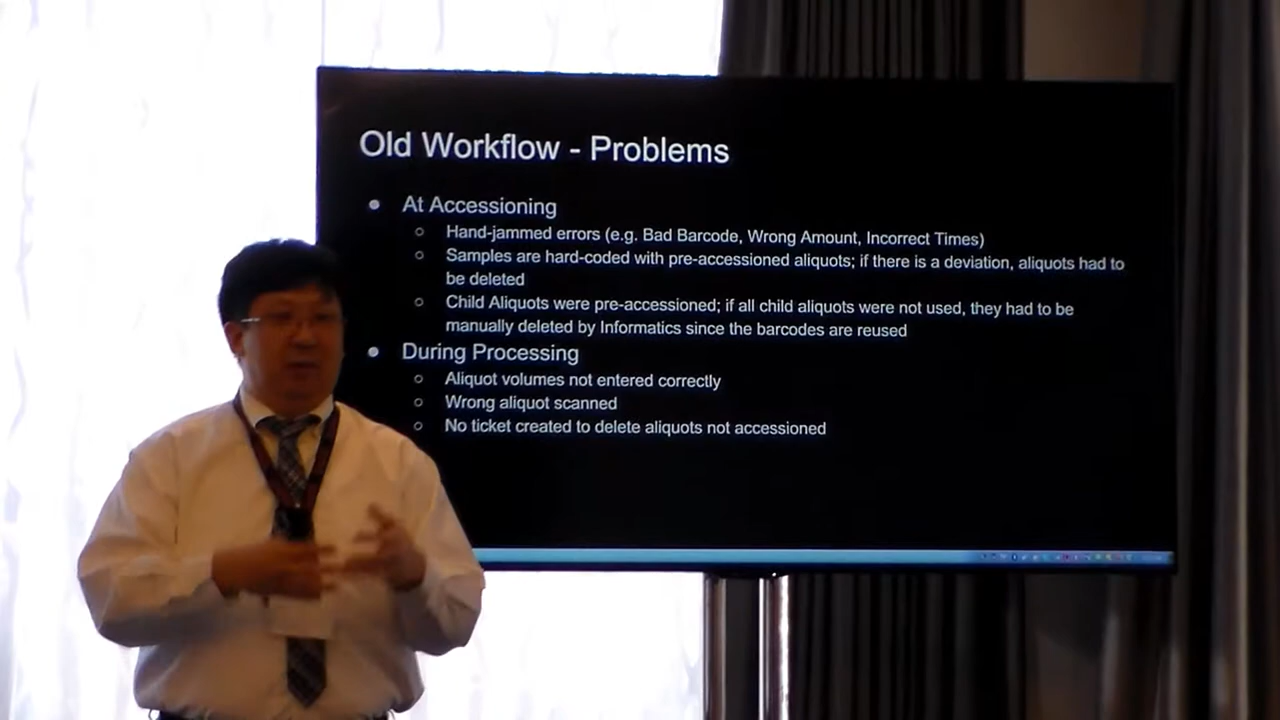 Old Workflow - Problems
● At Accessioning
○ Hand-jammed errors (e.g. Bad Barcode, Wrong Amount, Incorrect Times)
○ Samples are hard-coded with pre-accessioned aliquots; if there is a deviation, aliquots had to
be deleted
○ Child Aliquots were pre-accessioned; if all child aliquots were not used, they had to be
manually deleted by Informatics since the barcodes are reused
● During Processing
○ Aliquot volumes not entered correctly
○ Wrong aliquot scanned
○ No ticket created to delete aliquots not accessioned